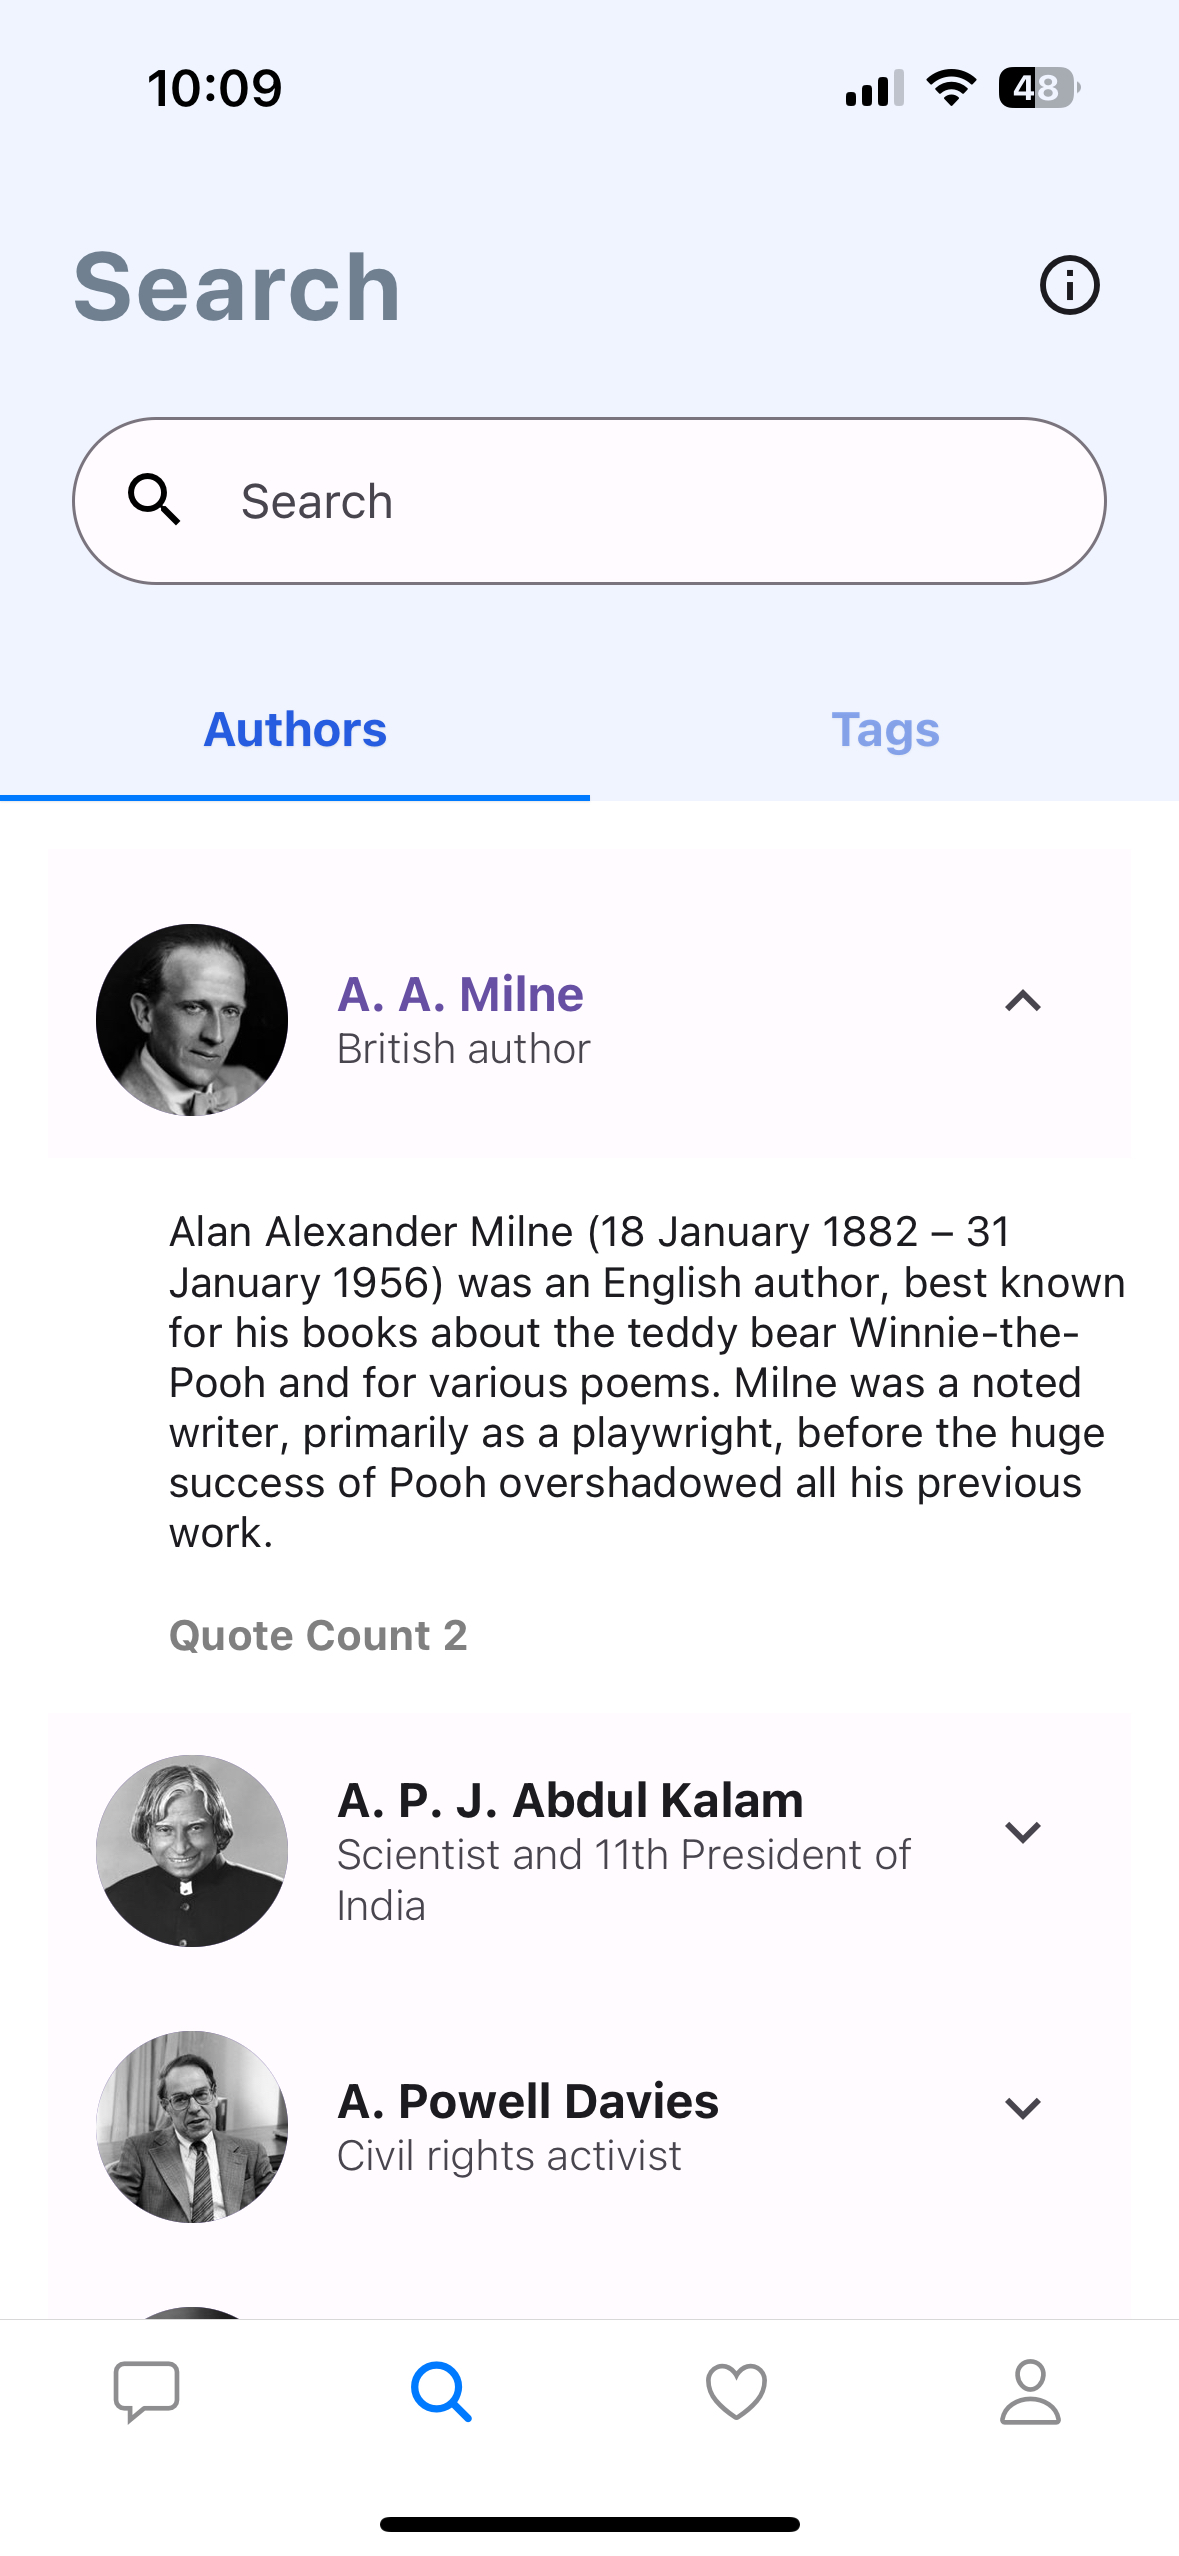 10:09
48
Search
Search
Authors
Tags
A. A. Milne
British author
Alan Alexander Milne (18 January 1882 – 31
January 1956) was an English author, best known
for his books about the teddy bear Winnie-the-
Pooh and for various poems. Milne was a noted
writer, primarily as a playwright, before the huge
success of Pooh overshadowed all his previous
work.
Quote Count 2
A. P. J. Abdul Kalam
Scientist and 11th President of
India
A. Powell Davies
Civil rights activist